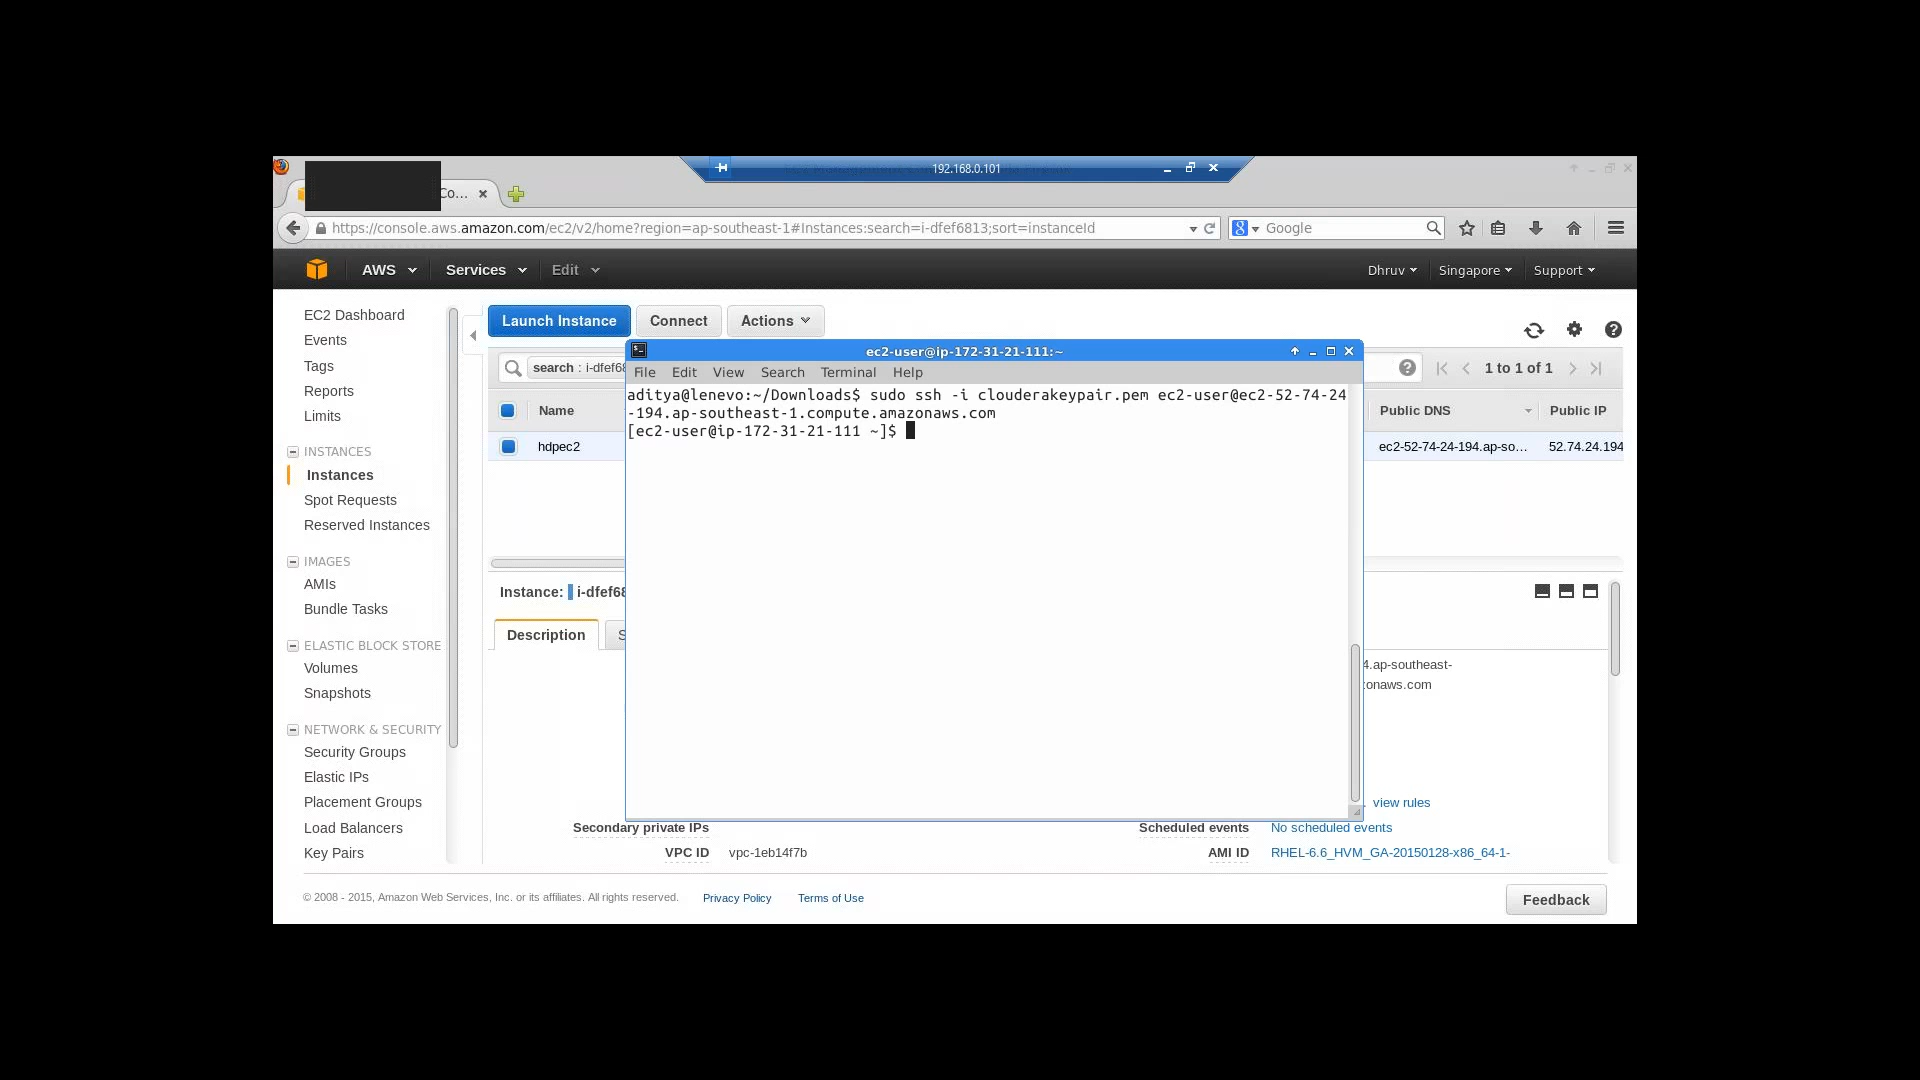 192.168.0.101
Co...
https://console.aws.amazon.com/ec2/v2/home?region=ap-southeast-1#Instances:search=i-dfef6813;sort=instanceId
Google
AWS Services Edit Dhruv Singapore Support
EC2 Dashboard
Events
Tags
Reports
Limits
INSTANCES
Instances
Spot Requests
Reserved Instances
IMAGES
AMIs
Bundle Tasks
ELASTIC BLOCK STORE
Volumes
Snapshots
NETWORK & SECURITY
Security Groups
Elastic IPs
Placement Groups
Load Balancers
Key Pairs
Launch Instance Connect Actions
search : i-dfef68
1 to 1 of 1
Name Public DNS Public IP
hdpec2 ec2-52-74-24-194.ap-so... 52.74.24.194
ec2-user@ip-172-31-21-111:~
File Edit View Search Terminal Help
aditya@lenevo:~/Downloads$ sudo ssh -i clouderakeypair.pem ec2-user@ec2-52-74-24
-194.ap-southeast-1.compute.amazonaws.com
[ec2-user@ip-172-31-21-111 ~]$
Instance: i-dfef68
Description S
4.ap-southeast-
zonaws.com
view rules
Secondary private IPs Scheduled events No scheduled events
VPC ID vpc-1eb14f7b AMI ID RHEL-6.6_HVM_GA-20150128-x86_64-1-
© 2008 - 2015, Amazon Web Services, Inc. or its affiliates. All rights reserved. Privacy Policy Terms of Use
Feedback